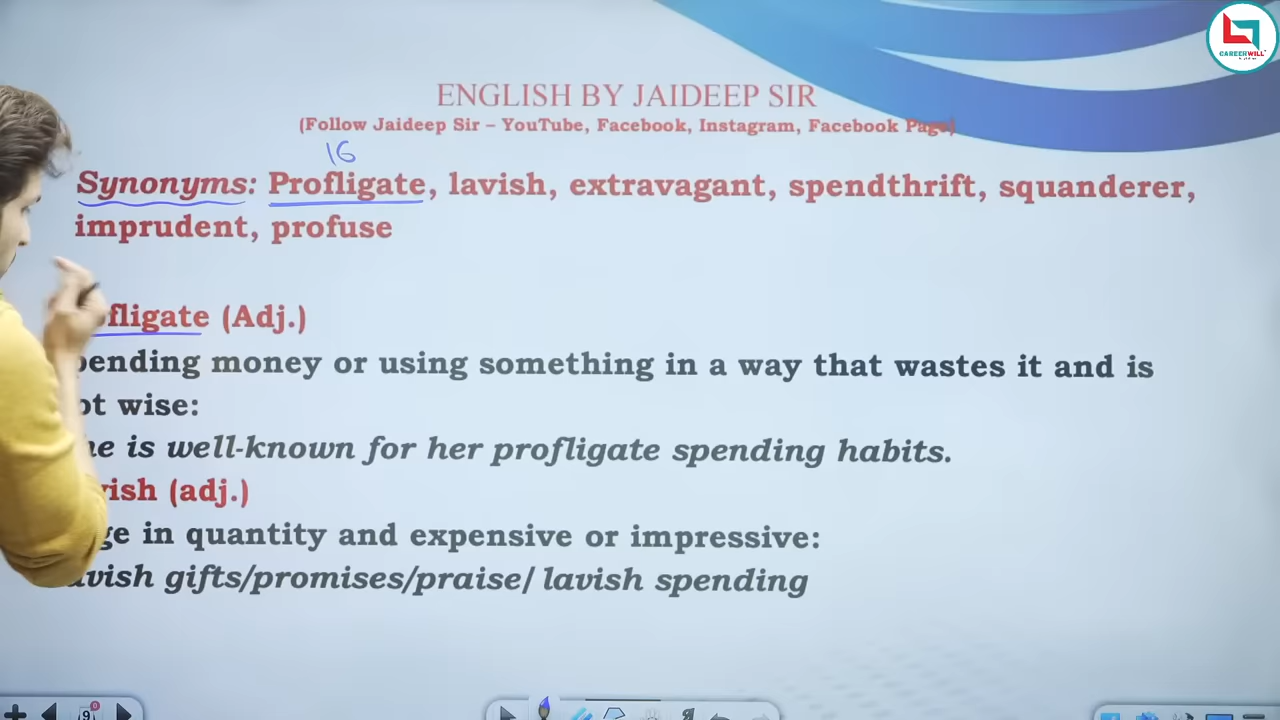 CAREERWILL
ENGLISH BY JAIDEEP SIR
(Follow Jaideep Sir – YouTube, Facebook, Instagram, Facebook Page)
16
Synonyms: Profligate, lavish, extravagant, spendthrift, squanderer,
imprudent, profuse
fligate (Adj.)
pending money or using something in a way that wastes it and is
ot wise:
he is well-known for her profligate spending habits.
vish (adj.)
ge in quantity and expensive or impressive:
avish gifts/promises/praise/ lavish spending
9